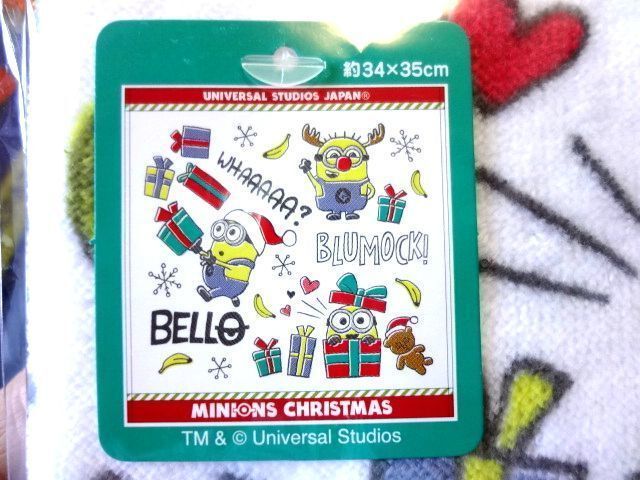 約34×35cm
UNIVERSAL STUDIOS JAPAN®
WHAAAAA?
BLUMOCK!
BELLO
MINIONS CHRISTMAS
TM & © Universal Studios